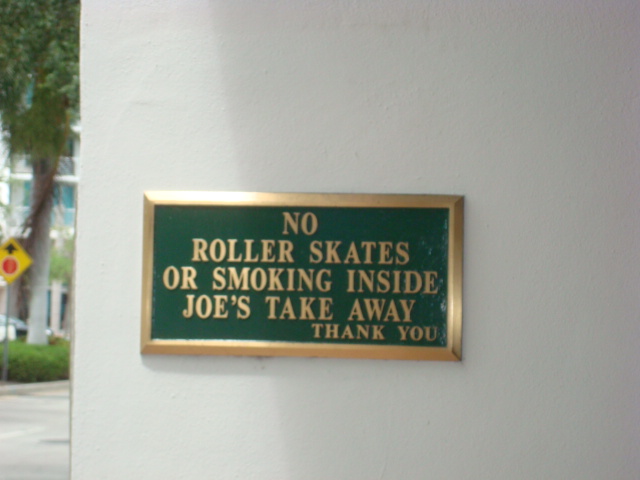 NO
ROLLER SKATES
OR SMOKING INSIDE
JOE'S TAKE AWAY
THANK YOU